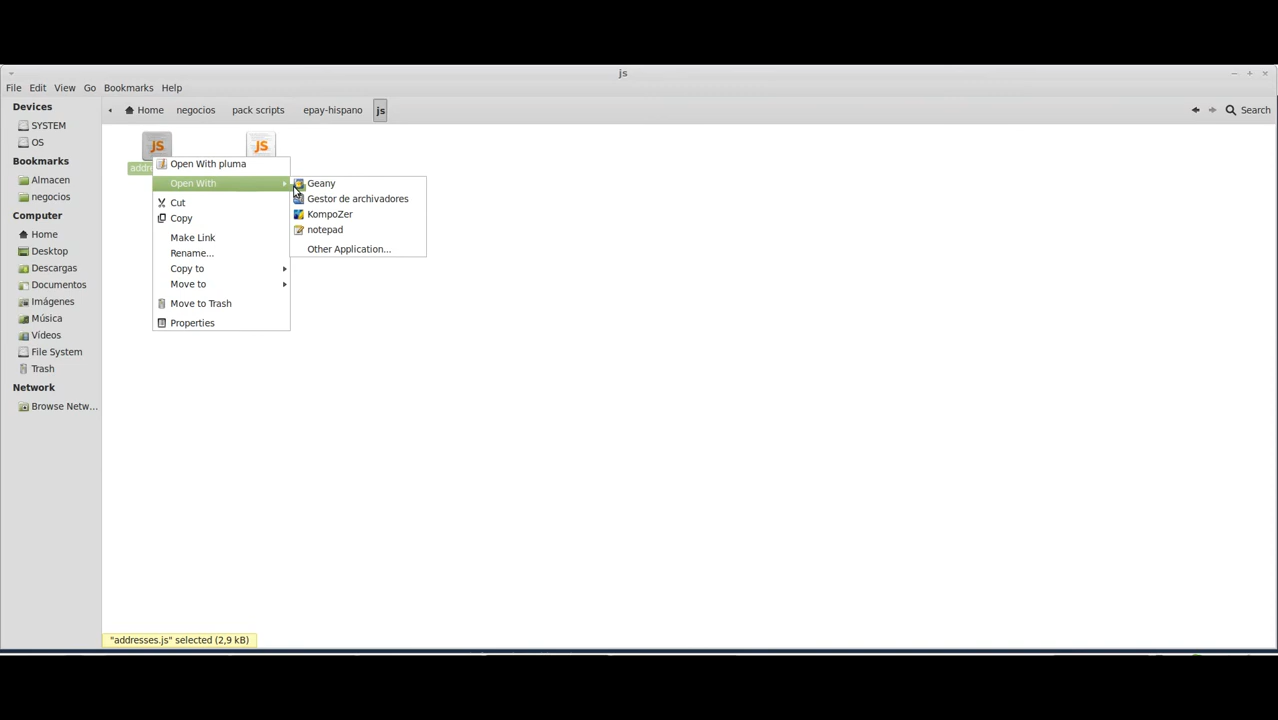 js
File Edit View Go Bookmarks Help
Devices
SYSTEM
OS
Bookmarks
Almacen
negocios
Computer
Home
Desktop
Descargas
Documentos
Imágenes
Música
Vídeos
File System
Trash
Network
Browse Netw...
Home negocios pack scripts epay-hispano js Search
JS JS
Open With pluma
Open With
Cut
Copy
Make Link
Rename...
Copy to
Move to
Move to Trash
Properties
Geany
Gestor de archivadores
KompoZer
notepad
Other Application...
"addresses.js" selected (2,9 kB)